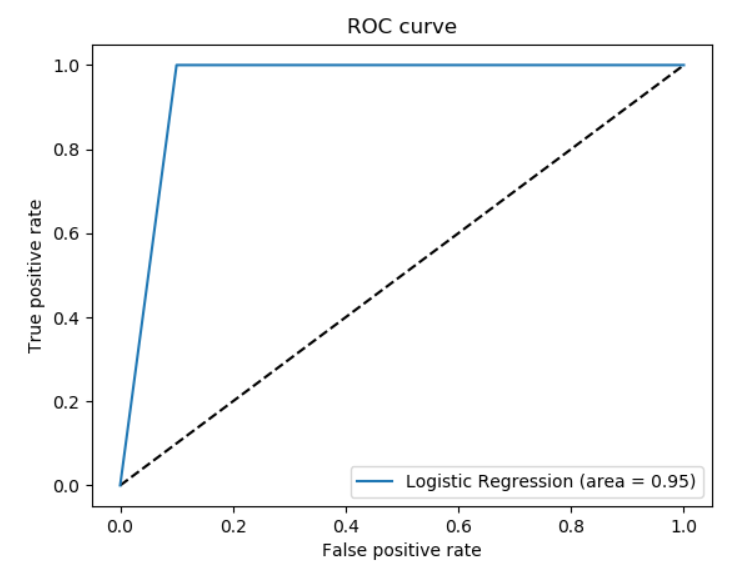 ROC curve
1.0
0.8
0.6
0.4
0.2
0.0
True positive rate
Logistic Regression (area = 0.95)
0.0 0.2 0.4 0.6 0.8 1.0
False positive rate